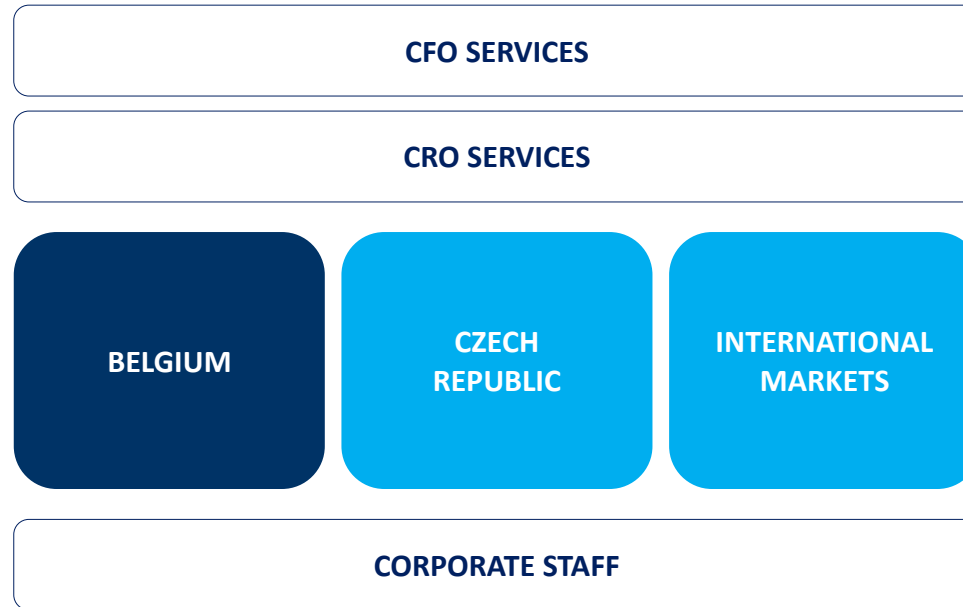 CFO SERVICES
CRO SERVICES
BELGIUM
CZECH
REPUBLIC
INTERNATIONAL
MARKETS
CORPORATE STAFF